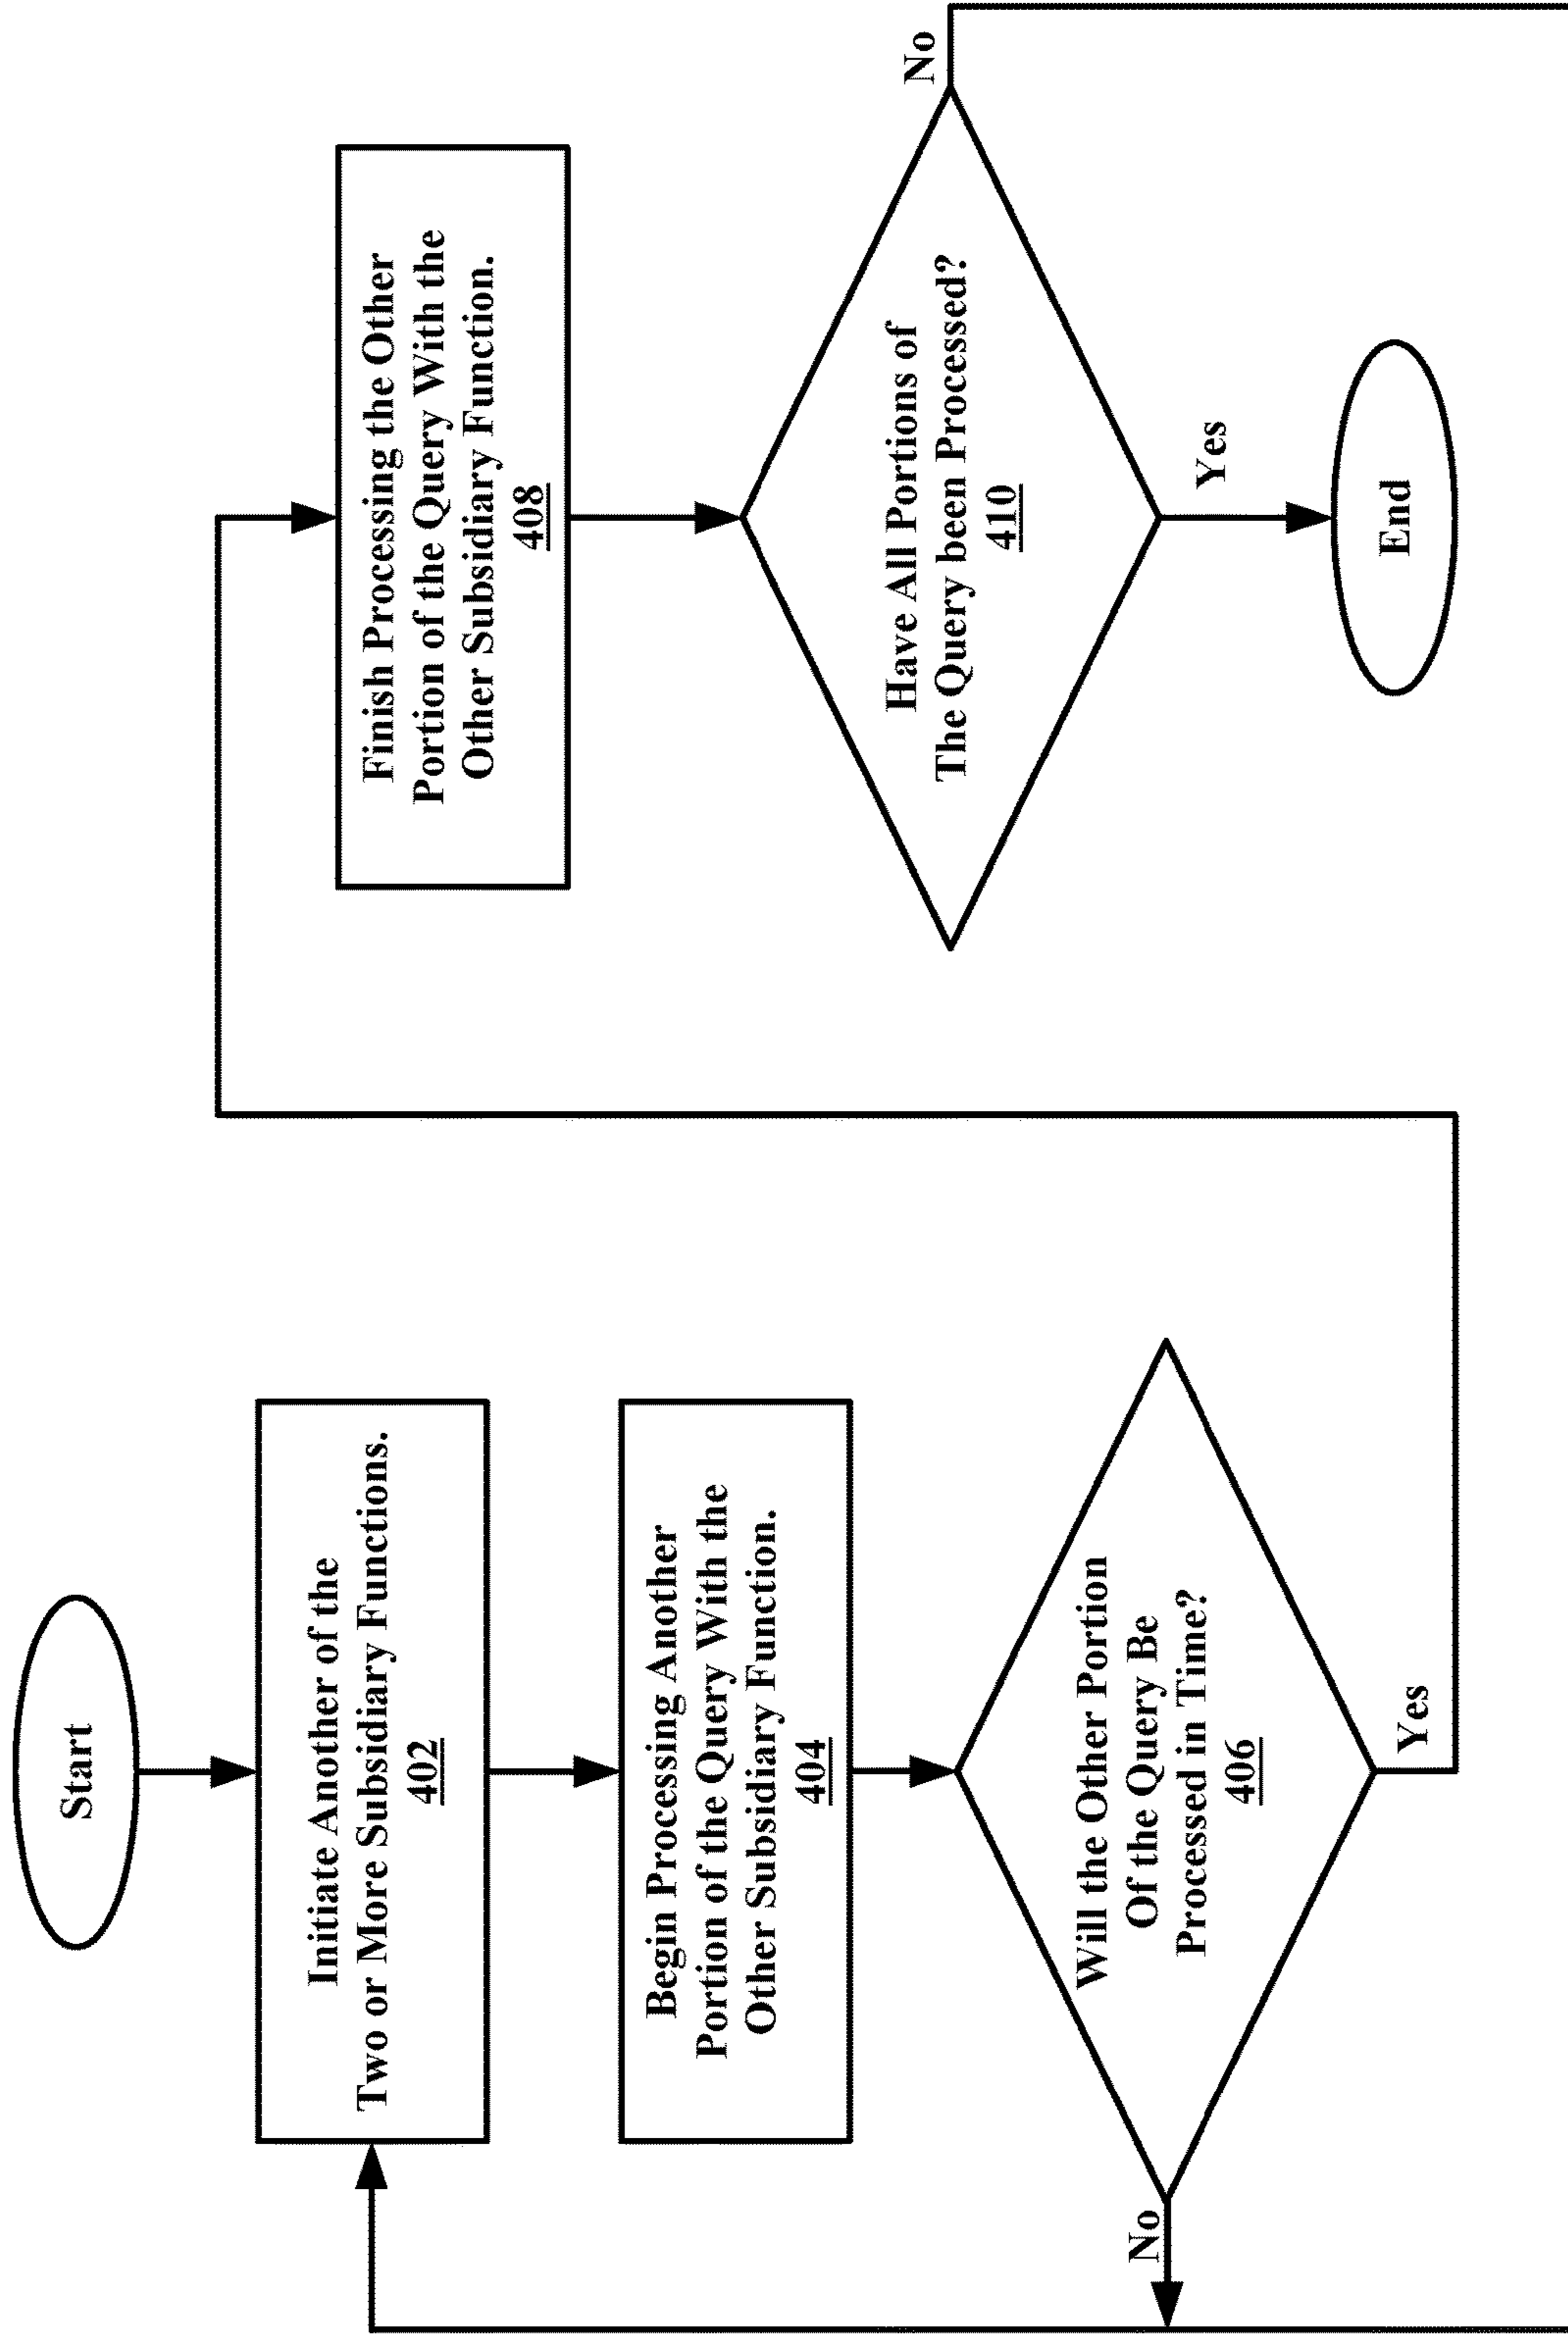 Start
Initiate Another of the
Two or More Subsidiary Functions.
402
Begin Processing Another
Portion of the Query With the
Other Subsidiary Function.
404
Will the Other Portion
Of the Query Be
Processed in Time?
406
No
Yes
Finish Processing the Other
Portion of the Query With the
Other Subsidiary Function.
408
Have All Portions of
The Query been Processed?
410
No
Yes
End